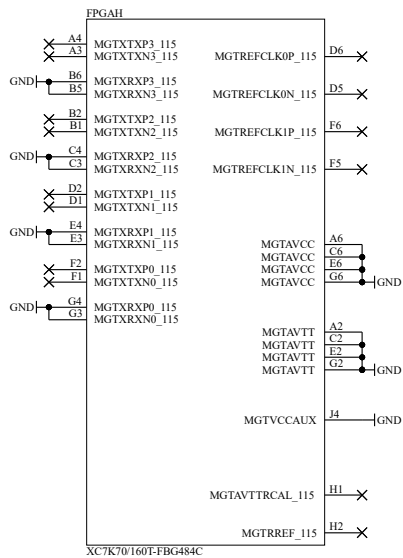 FPGAH
A4 MGTXTXP3_115
A3 MGTXTXN3_115
D6 MGTREFCLK0P_115
GND B6 MGTXRXP3_115
B5 MGTXRXN3_115
D5 MGTREFCLK0N_115
B2 MGTXTXP2_115
B1 MGTXTXN2_115
F6 MGTREFCLK1P_115
GND C4 MGTXRXP2_115
C3 MGTXRXN2_115
F5 MGTREFCLK1N_115
D2 MGTXTXP1_115
D1 MGTXTXN1_115
GND E4 MGTXRXP1_115
E3 MGTXRXN1_115
MGTAVCC A6
MGTAVCC C6
F2 MGTXTXP0_115
MGTAVCC E6
F1 MGTXTXN0_115
MGTAVCC G6 GND
GND G4 MGTXRXP0_115
G3 MGTXRXN0_115
MGTAVTT A2
MGTAVTT C2
MGTAVTT E2
MGTAVTT G2 GND
MGTVCCAUX J4 GND
MGTAVTTRCAL_115 H1
MGTRREF_115 H2
XC7K70/160T-FBG484C